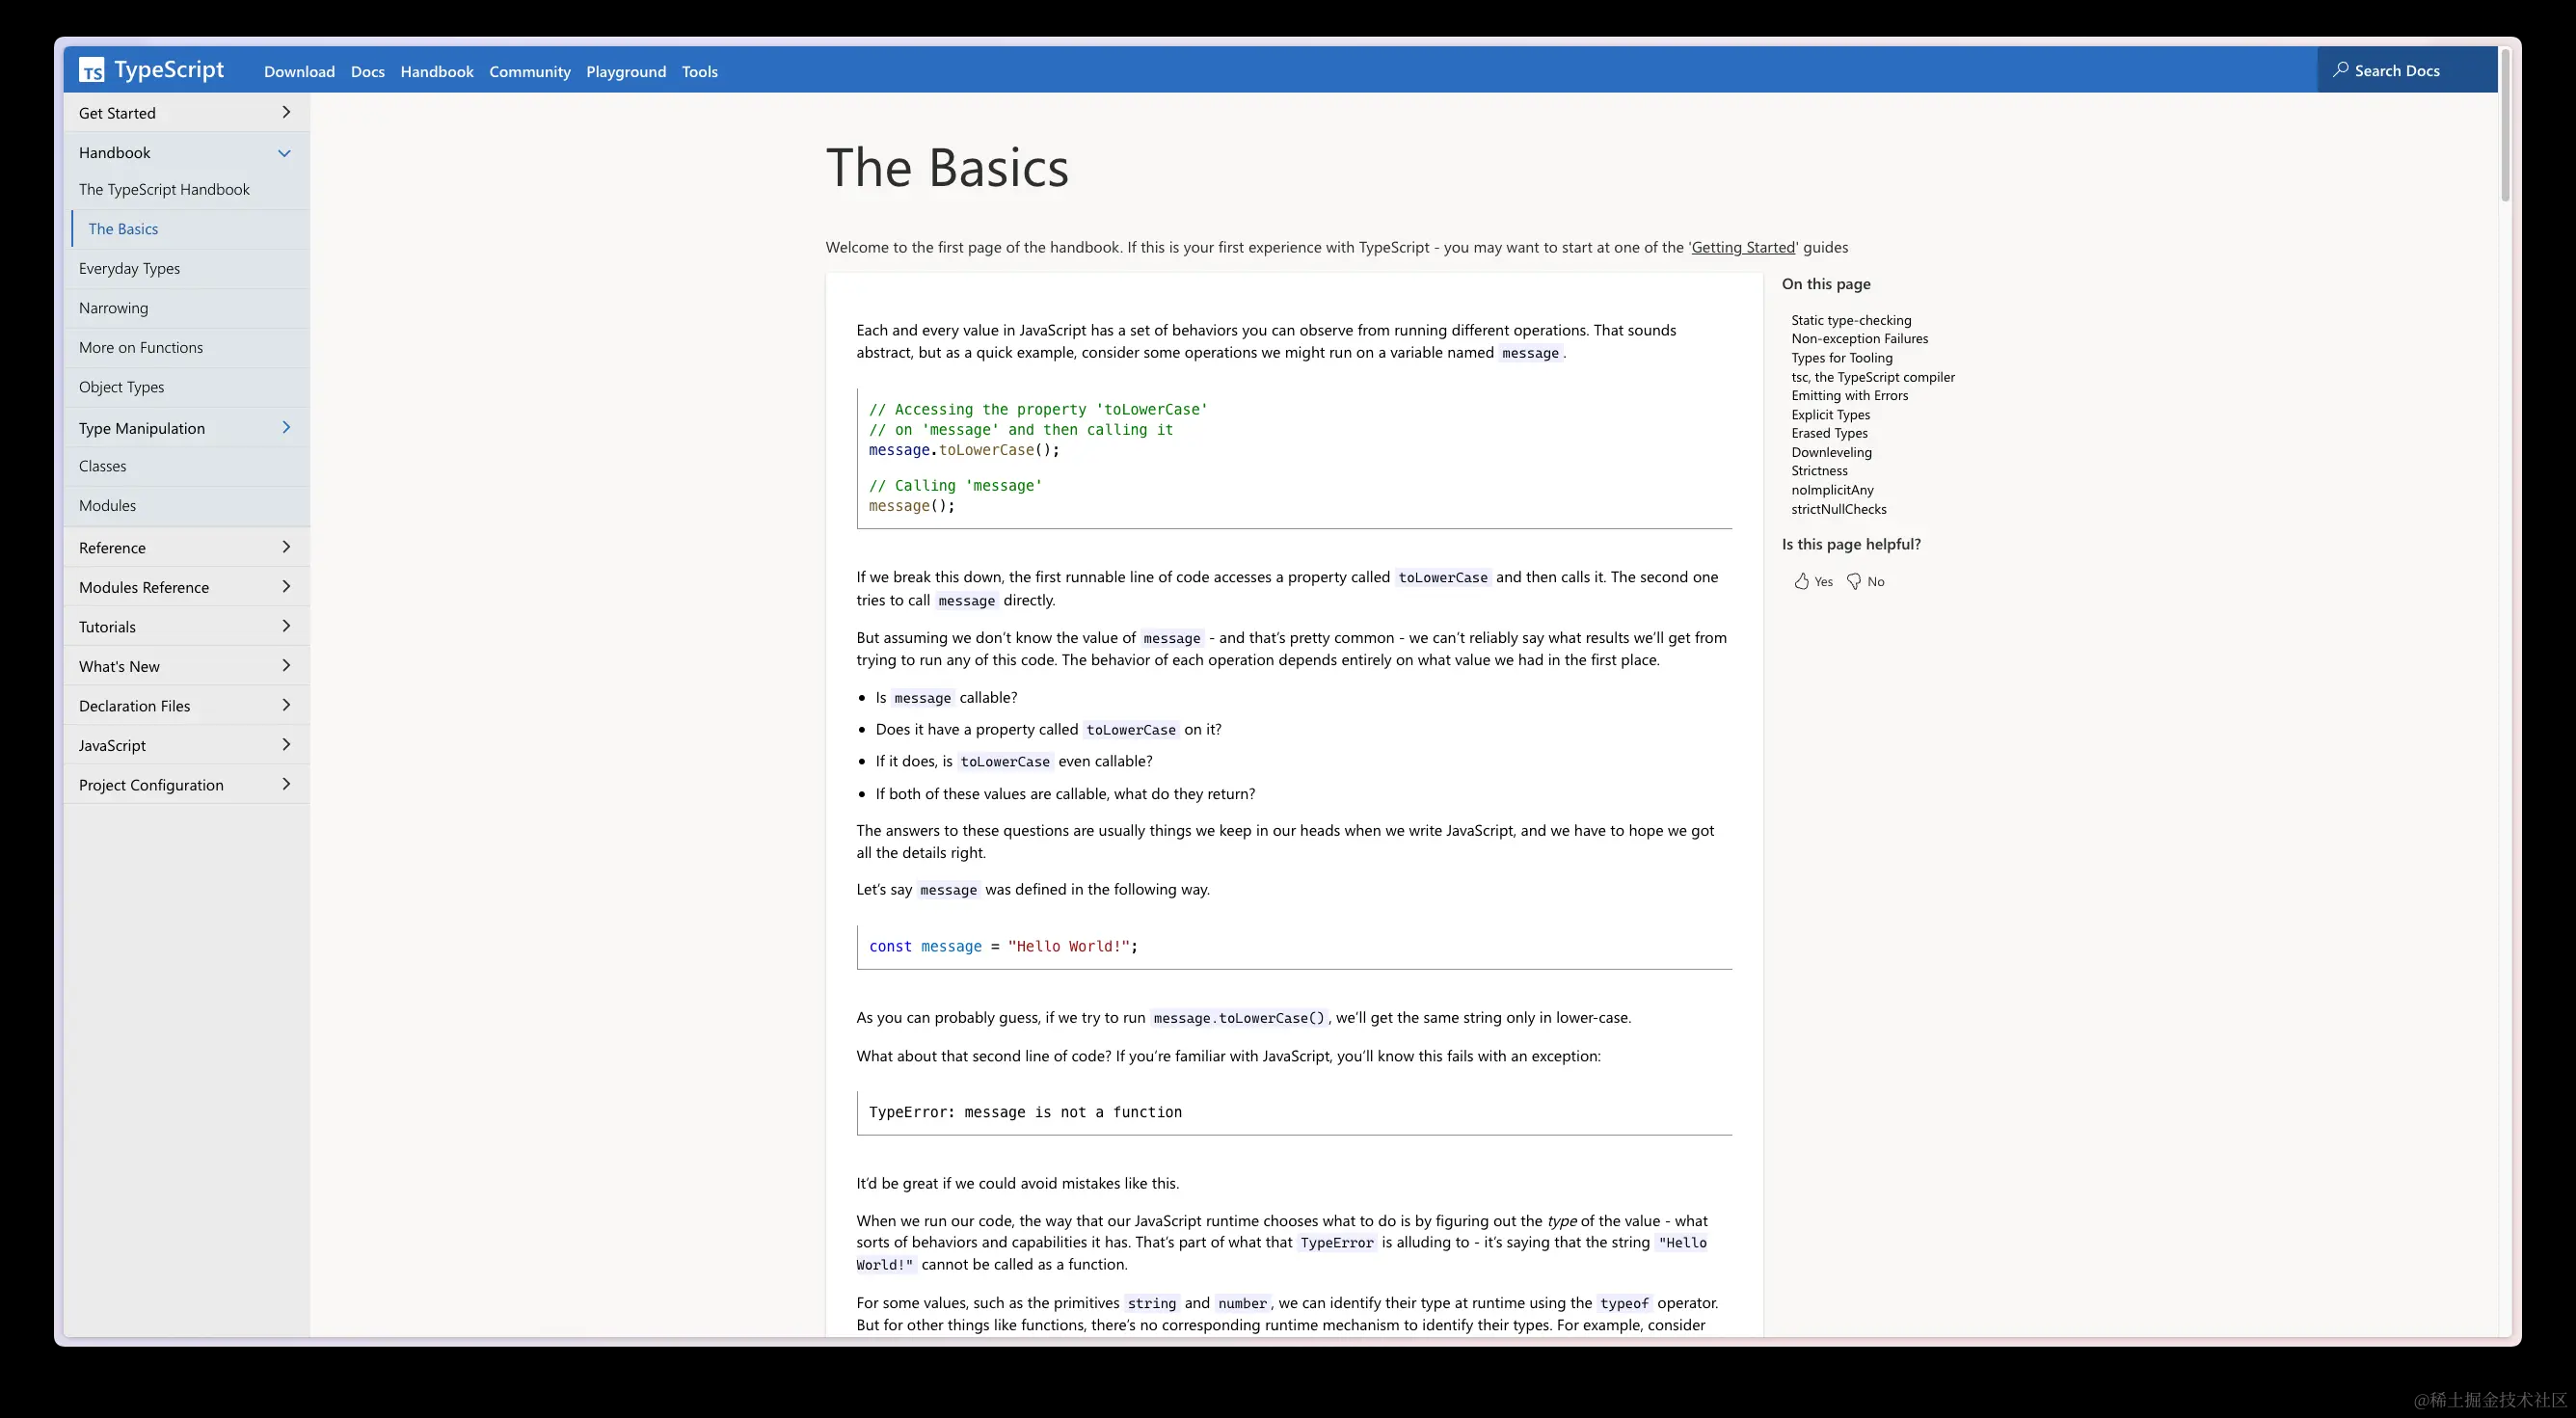 TS TypeScript
Download Docs Handbook Community Playground Tools
Search Docs
Get Started
Handbook
The TypeScript Handbook
The Basics
Everyday Types
Narrowing
More on Functions
Object Types
Type Manipulation
Classes
Modules
Reference
Modules Reference
Tutorials
What's New
Declaration Files
JavaScript
Project Configuration
The Basics
Welcome to the first page of the handbook. If this is your first experience with TypeScript - you may want to start at one of the 'Getting Started' guides
Each and every value in JavaScript has a set of behaviors you can observe from running different operations. That sounds
abstract, but as a quick example, consider some operations we might run on a variable named message.
// Accessing the property 'toLowerCase'
// on 'message' and then calling it
message.toLowerCase();
// Calling 'message'
message();
If we break this down, the first runnable line of code accesses a property called toLowerCase and then calls it. The second one
tries to call message directly.
But assuming we don’t know the value of message - and that’s pretty common - we can’t reliably say what results we’ll get from
trying to run any of this code. The behavior of each operation depends entirely on what value we had in the first place.
• Is message callable?
• Does it have a property called toLowerCase on it?
• If it does, is toLowerCase even callable?
• If both of these values are callable, what do they return?
The answers to these questions are usually things we keep in our heads when we write JavaScript, and we have to hope we got
all the details right.
Let’s say message was defined in the following way.
const message = "Hello World!";
As you can probably guess, if we try to run message.toLowerCase(), we’ll get the same string only in lower-case.
What about that second line of code? If you’re familiar with JavaScript, you’ll know this fails with an exception:
TypeError: message is not a function
It’d be great if we could avoid mistakes like this.
When we run our code, the way that our JavaScript runtime chooses what to do is by figuring out the type of the value - what
sorts of behaviors and capabilities it has. That’s part of what that TypeError is alluding to - it’s saying that the string "Hello
World!" cannot be called as a function.
For some values, such as the primitives string and number, we can identify their type at runtime using the typeof operator.
But for other things like functions, there’s no corresponding runtime mechanism to identify their types. For example, consider
On this page
Static type-checking
Non-exception Failures
Types for Tooling
tsc, the TypeScript compiler
Emitting with Errors
Explicit Types
Erased Types
Downleveling
Strictness
noImplicitAny
strictNullChecks
Is this page helpful?
Yes No
@稀土掘金技术社区